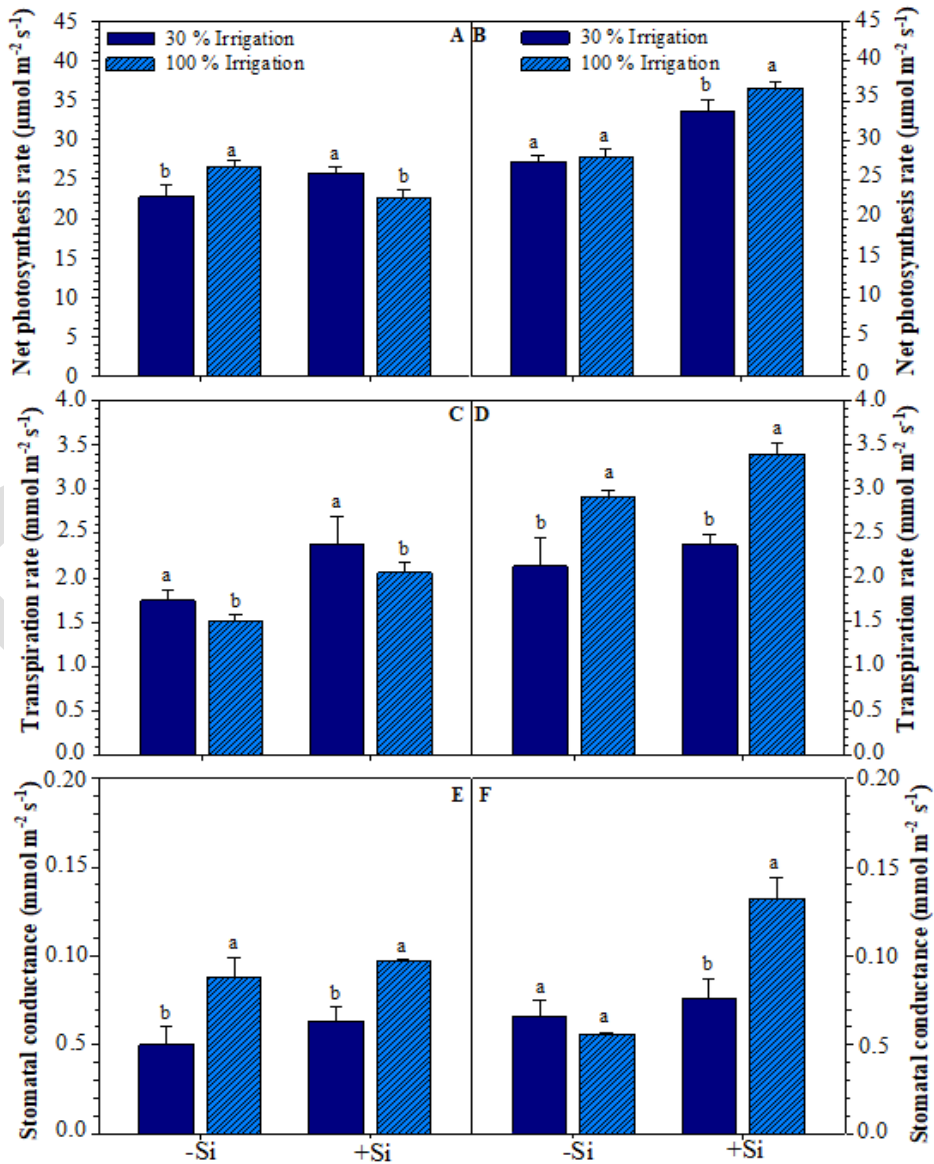 45
40
35
30
25
20
15
10
5
0
Net photosynthesis rate (µmol m⁻² s⁻¹)
30 % Irrigation
100 % Irrigation
A
b
a
a
b
B
30 % Irrigation
100 % Irrigation
a
a
b
a
45
40
35
30
25
20
15
10
5
0
Net photosynthesis rate (µmol m⁻² s⁻¹)
4.0
3.5
3.0
2.5
2.0
1.5
1.0
0.5
0.0
Transpiration rate (mmol m⁻² s⁻¹)
C
a
b
a
b
D
b
a
b
a
4.0
3.5
3.0
2.5
2.0
1.5
1.0
0.5
0.0
Transpiration rate (mmol m⁻² s⁻¹)
0.20
0.15
0.10
0.5
0.0
Stomatal conductance (mmol m⁻² s⁻¹)
E
b
a
b
a
F
a
a
b
a
0.20
0.15
0.10
0.5
0.0
Stomatal conductance (mmol m⁻² s⁻¹)
-Si
+Si
-Si
+Si